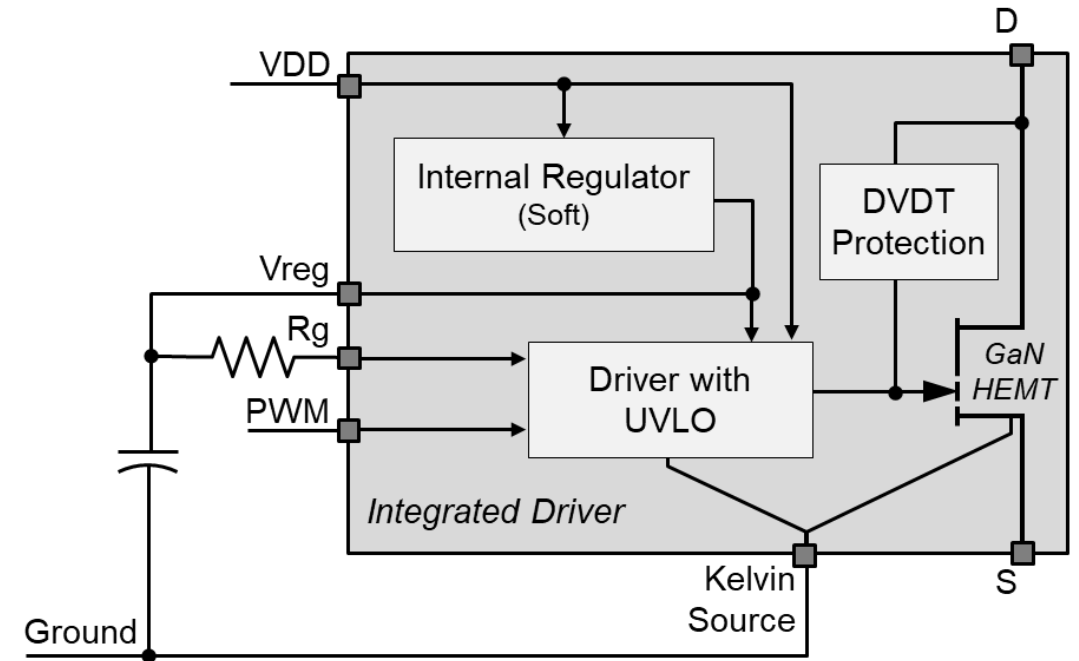 D
VDD
Internal Regulator
(Soft)
DVDT
Protection
Vreg
Rg
GaN
HEMT
Driver with
UVLO
PWM
Integrated Driver
Kelvin
Source
S
Ground